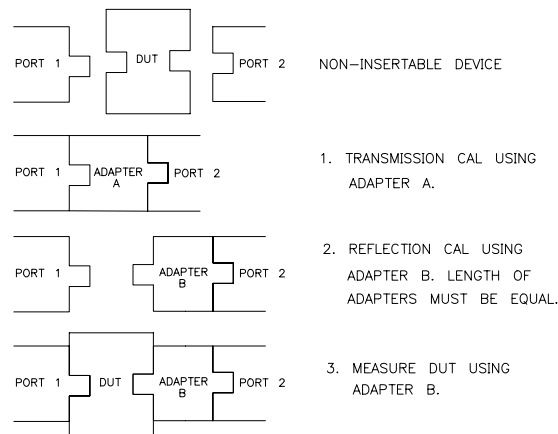 PORT 1 DUT PORT 2 NON-INSERTABLE DEVICE
PORT 1 ADAPTER A PORT 2
1. TRANSMISSION CAL USING
ADAPTER A.
PORT 1 ADAPTER B PORT 2
2. REFLECTION CAL USING
ADAPTER B. LENGTH OF
ADAPTERS MUST BE EQUAL.
PORT 1 DUT ADAPTER B PORT 2
3. MEASURE DUT USING
ADAPTER B.